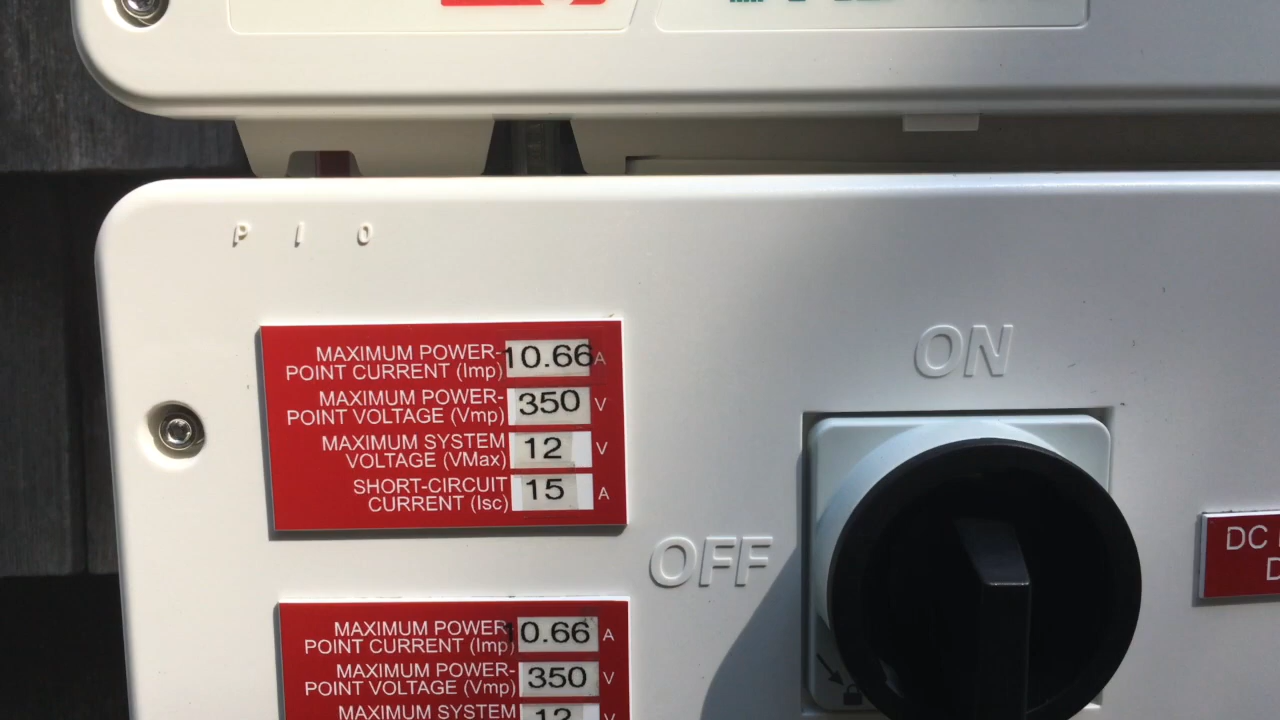 P I O
MAXIMUM POWER-
POINT CURRENT (Imp) 10.66 A
MAXIMUM POWER-
POINT VOLTAGE (Vmp) 350 V
MAXIMUM SYSTEM
VOLTAGE (VMax) 12 V
SHORT-CIRCUIT
CURRENT (Isc) 15 A
ON
OFF
DC
D
MAXIMUM POWER-
POINT CURRENT (Imp) 10.66 A
MAXIMUM POWER-
POINT VOLTAGE (Vmp) 350 V
MAXIMUM SYSTEM 12 V